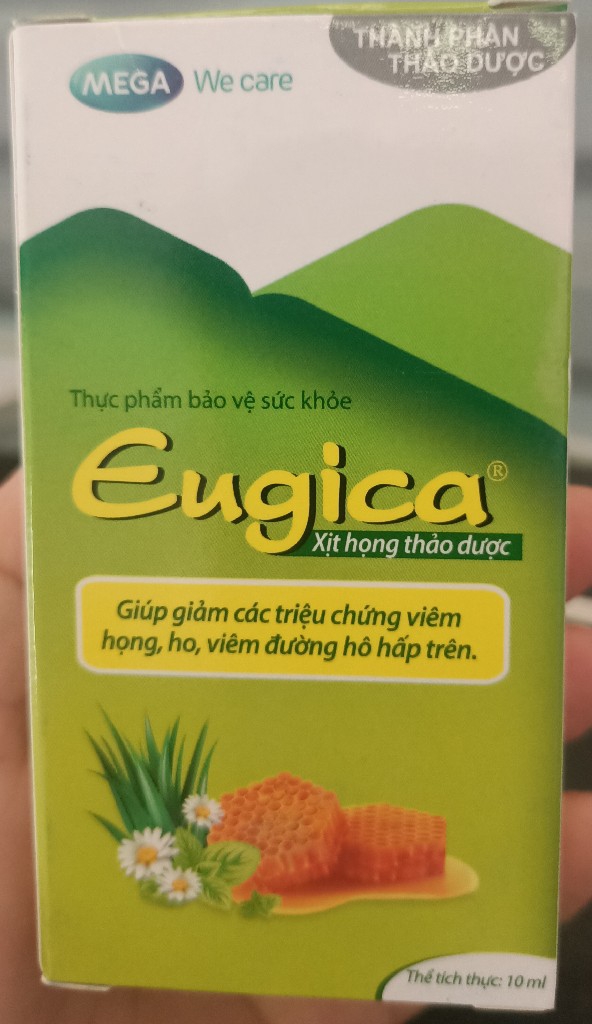 MEGA We care
THÀNH PHẦN
THẢO DƯỢC
Thực phẩm bảo vệ sức khỏe
Eugica®
Xịt họng thảo dược
Giúp giảm các triệu chứng viêm
họng, ho, viêm đường hô hấp trên.
Thể tích thực: 10 ml